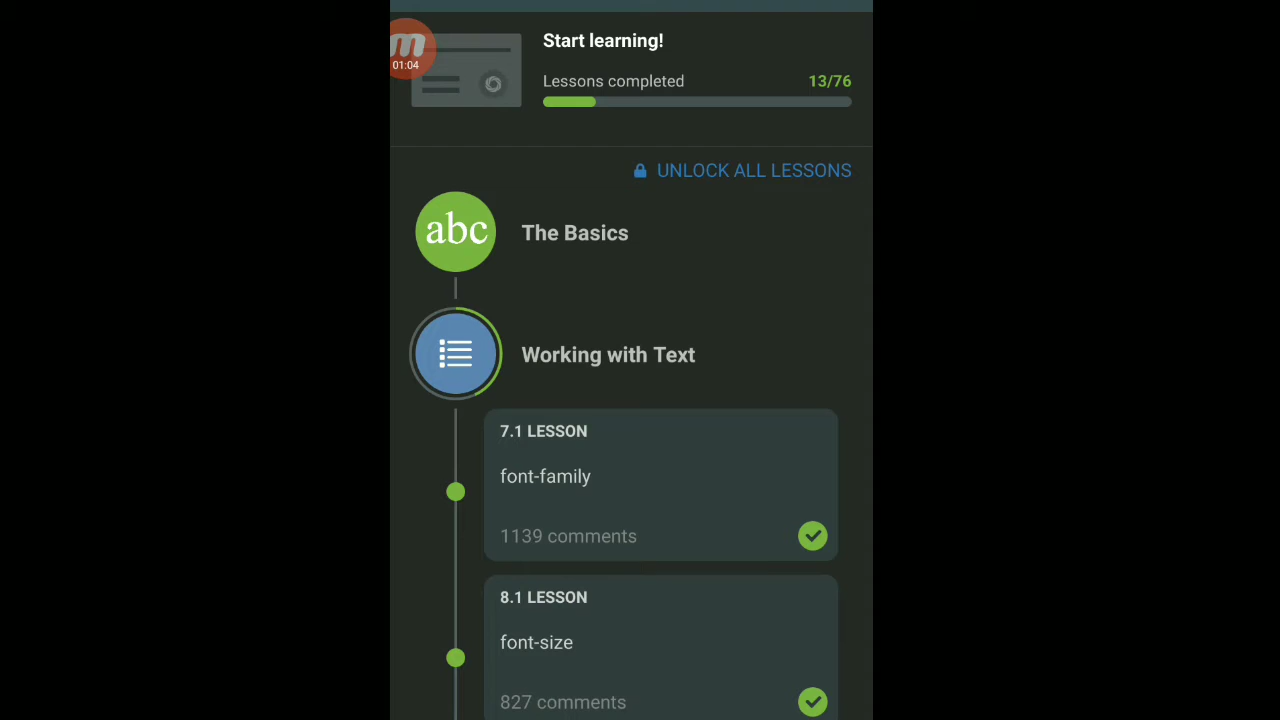 Start learning!
m
01:04
Lessons completed 13/76
UNLOCK ALL LESSONS
abc The Basics
Working with Text
7.1 LESSON
font-family
1139 comments
8.1 LESSON
font-size
827 comments